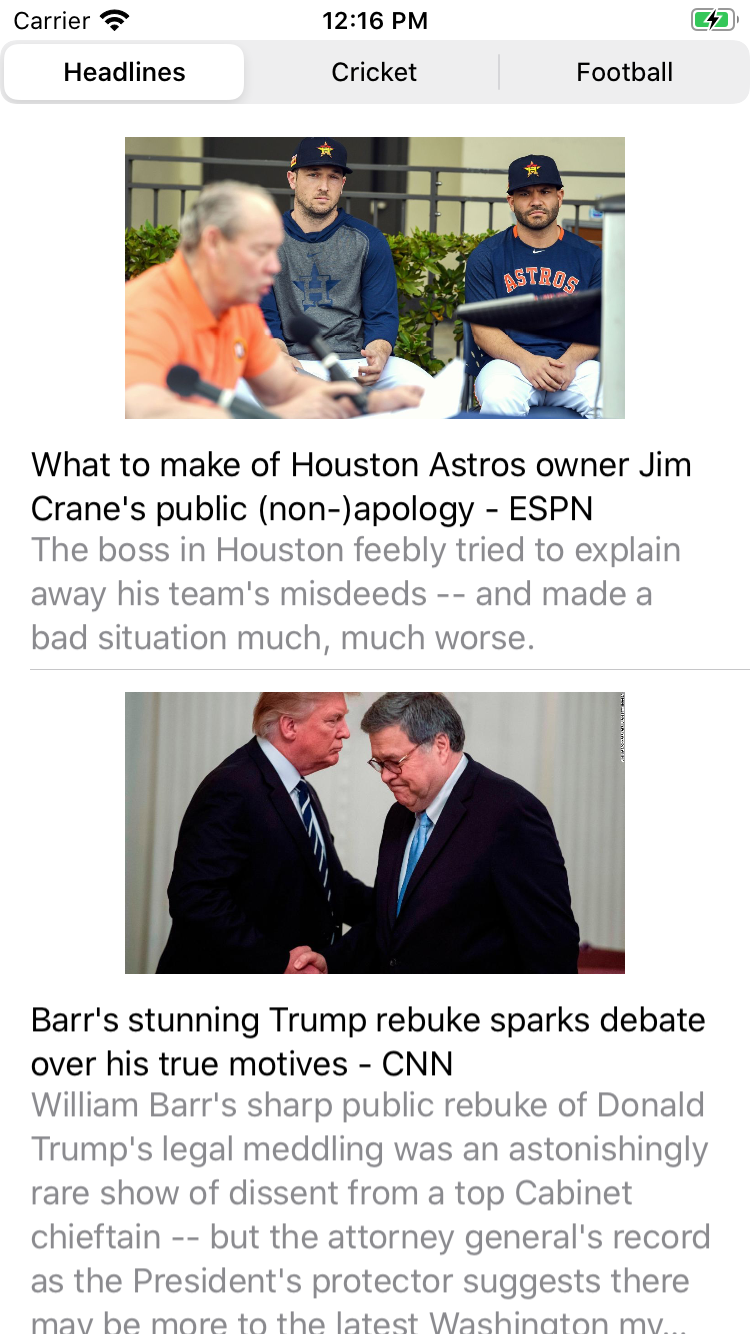 Carrier 12:16 PM
Headlines Cricket Football
ASTROS
What to make of Houston Astros owner Jim
Crane's public (non-)apology - ESPN
The boss in Houston feebly tried to explain
away his team's misdeeds -- and made a
bad situation much, much worse.
Barr's stunning Trump rebuke sparks debate
over his true motives - CNN
William Barr's sharp public rebuke of Donald
Trump's legal meddling was an astonishingly
rare show of dissent from a top Cabinet
chieftain -- but the attorney general's record
as the President's protector suggests there
may be more to the latest Washington my...